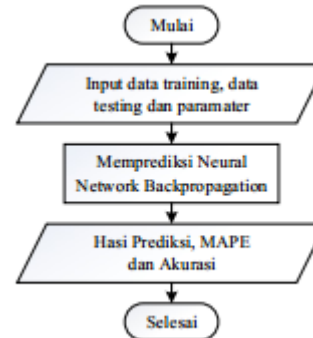 Mulai
Input data training, data
testing dan paramater
Memprediksi Neural
Network Backpropagation
Hasi Prediksi, MAPE
dan Akurasi
Selesai